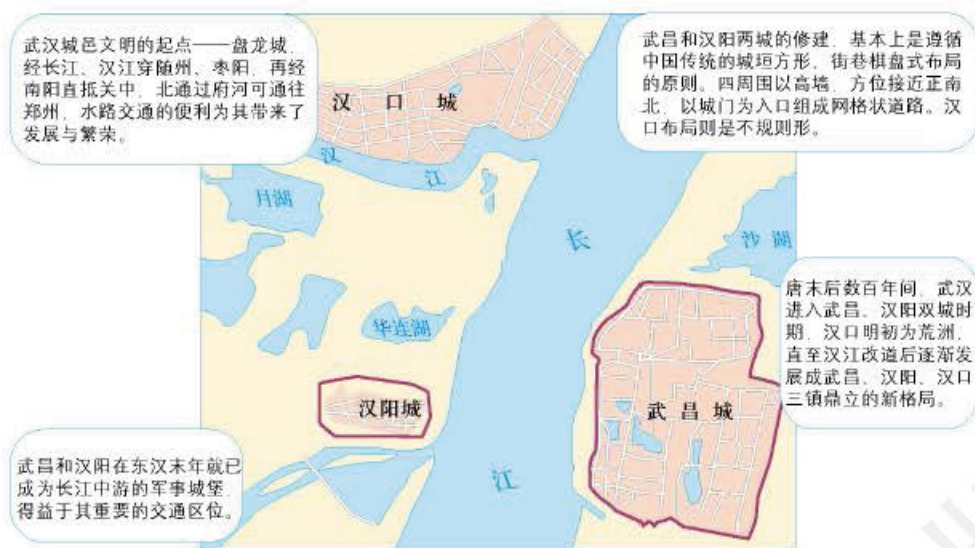 武汉城邑文明的起点——盘龙城，
经长江、汉江穿随州、枣阳，再经
南阳直抵关中，北通过府河可通往
郑州，水路交通的便利为其带来了
发展与繁荣。
武昌和汉阳两城的修建，基本上是遵循
中国传统的城垣方形，街巷棋盘式布局
的原则。四周围以高墙，方位接近正南
北，以城门为入口组成网格状道路。汉
口布局则是不规则形。
汉口城
汉江
月湖
长江
沙湖
华连湖
汉阳城
武昌城
唐末后数百年间，武汉
进入武昌、汉阳双城时
期，汉口明初为荒洲，
直至汉江改道后逐渐发
展成武昌、汉阳、汉口
三镇鼎立的新格局。
武昌和汉阳在东汉末年就已
成为长江中游的军事城堡，
得益于其重要的交通区位。